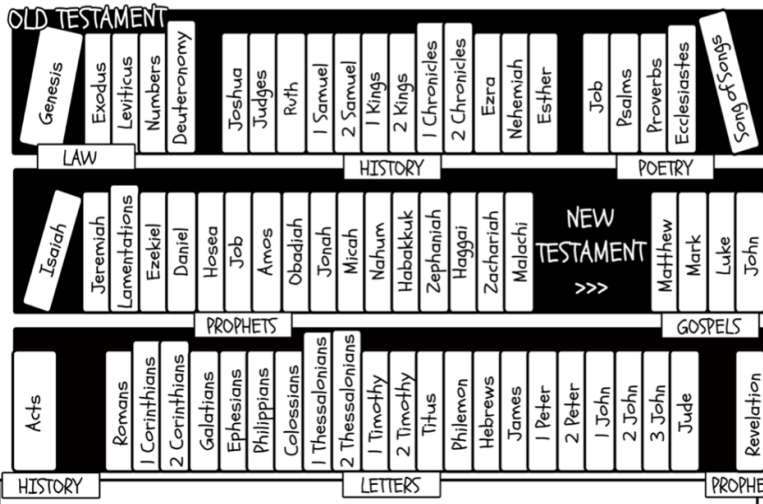 OLD TESTAMENT
Genesis
Exodus
Leviticus
Numbers
Deuteronomy
Joshua
Judges
Ruth
1 Samuel
2 Samuel
1 Kings
2 Kings
1 Chronicles
2 Chronicles
Ezra
Nehemiah
Esther
Job
Psalms
Proverbs
Ecclesiastes
Song of Songs
LAW
HISTORY
POETRY
Isaiah
Jeremiah
Lamentations
Ezekiel
Daniel
Hosea
Job
Amos
Obadiah
Jonah
Micah
Nahum
Habakkuk
Zephaniah
Haggai
Zachariah
Malachi
NEW
TESTAMENT
>>>
Matthew
Mark
Luke
John
PROPHETS
GOSPELS
Acts
Romans
1 Corinthians
2 Corinthians
Galatians
Ephesians
Philippians
Colossians
1 Thessalonians
2 Thessalonians
1 Timothy
2 Timothy
Titus
Philemon
Hebrews
James
1 Peter
2 Peter
1 John
2 John
3 John
Jude
Revelation
HISTORY
LETTERS
PROPHE